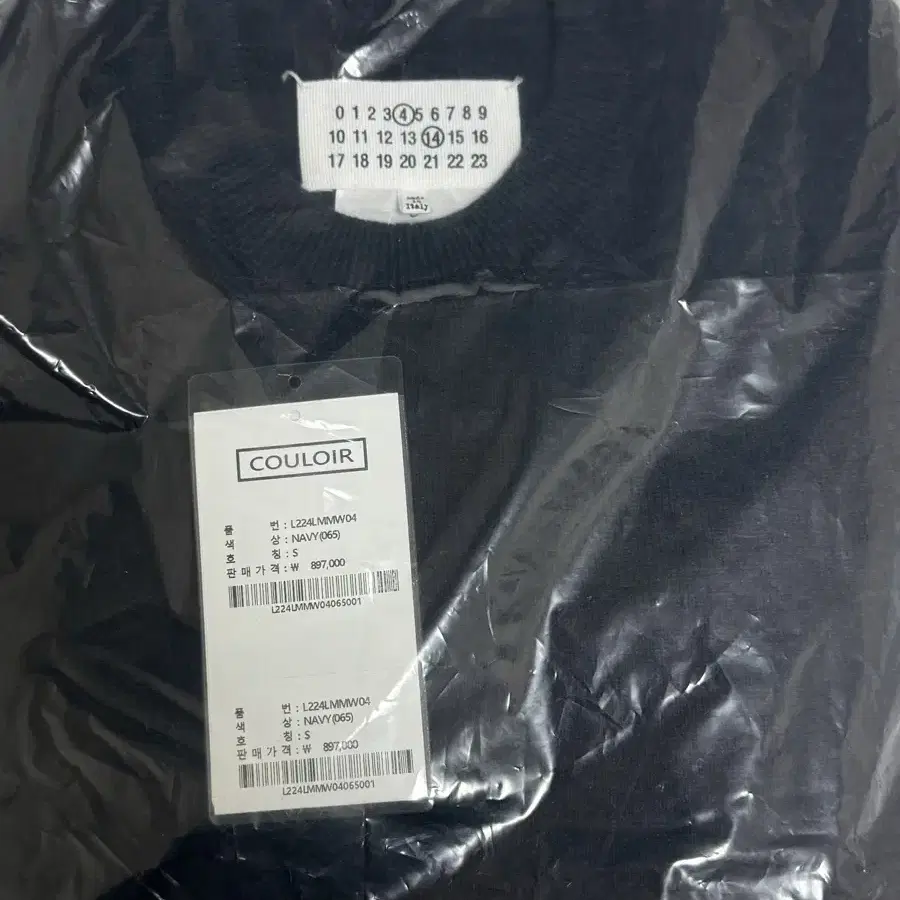 0 1 2 3 4 5 6 7 8 9
10 11 12 13 14 15 16
17 18 19 20 21 22 23
Italy
COULOIR
품 번 : L224LMMW04
색 상 : NAVY(065)
호 칭 : S
판 매 가 격 : ₩ 897,000
L224LMMW04065001
품 번 : L224LMMW04
색 상 : NAVY(065)
호 칭 : S
판 매 가 격 : ₩ 897,000
L224LMMW04065001